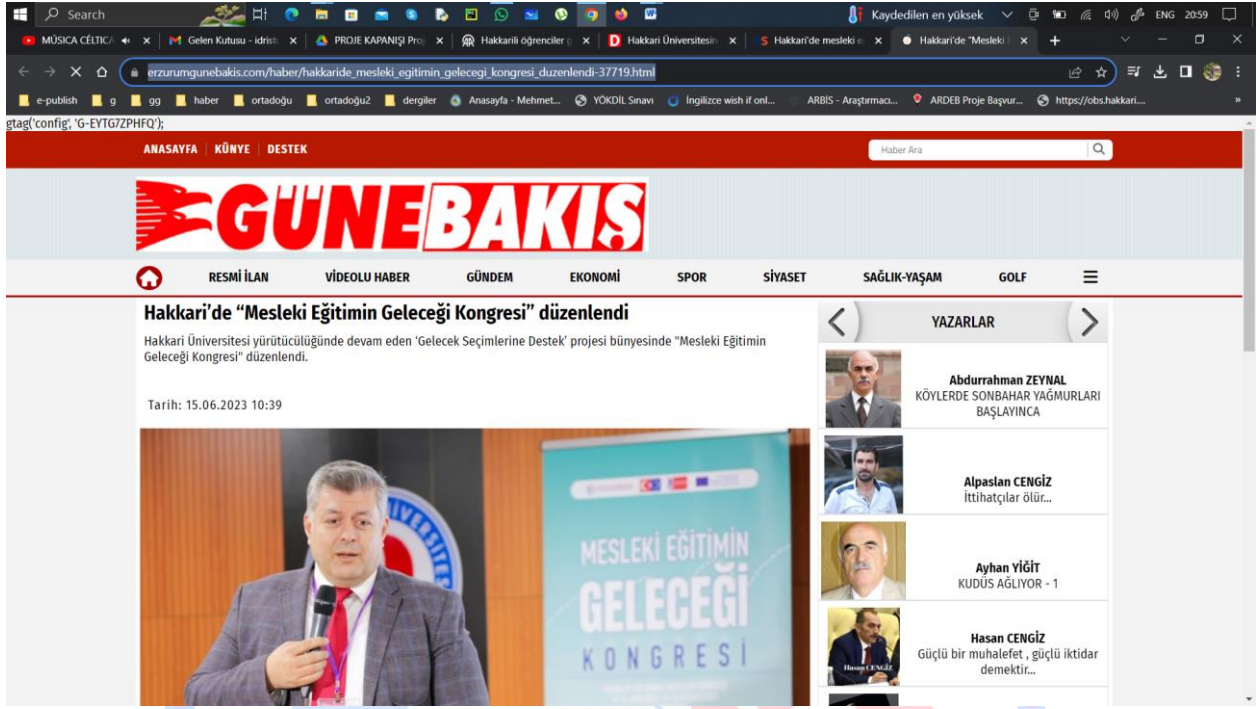 Search
Kaydedilen en yüksek
ENG 20:59
MÚSICA CÉLTICA
Gelen Kutusu - idrist
PROJE KAPANIŞI Proj
Hakkarili öğrenciler g
Hakkari Üniversitesin
Hakkari'de mesleki e
Hakkari'de "Mesleki
erzurumgunebakis.com/haber/hakkaride_mesleki_egitimin_gelecegi_kongresi_duzenlendi-37719.html
e-publish
g
gg
haber
ortadoğu
ortadoğu2
dergiler
Anasayfa - Mehmet...
YÖKDİL Sınavı
İngilizce wish if onl...
ARBİS - Araştırmacı...
ARDEB Proje Başvur...
https://obs.hakkari....
gtag('config', 'G-EYTG7ZPHFQ');
ANASAYFA | KÜNYE | DESTEK
Haber Ara
GÜNEBAKIŞ
RESMİ İLAN
VİDEOLU HABER
GÜNDEM
EKONOMİ
SPOR
SİYASET
SAĞLIK-YAŞAM
GOLF
Hakkari’de “Mesleki Eğitimin Geleceği Kongresi” düzenlendi
Hakkari Üniversitesi yürütücülüğünde devam eden ‘Gelecek Seçimlerine Destek’ projesi bünyesinde "Mesleki Eğitimin
Geleceği Kongresi" düzenlendi.
Tarih: 15.06.2023 10:39
MESLEKİ EĞİTİMİN
GELECEĞİ
KONGRESİ
YAZARLAR
Abdurrahman ZEYNAL
KÖYLERDE SONBAHAR YAĞMURLARI
BAŞLAYINCA
Alpaslan CENGİZ
İttihatçılar ölür...
Ayhan YİĞİT
KUDÜS AĞLIYOR - 1
Hasan CENGİZ
Hasan CENGİZ
Güçlü bir muhalefet , güçlü iktidar
demektir...